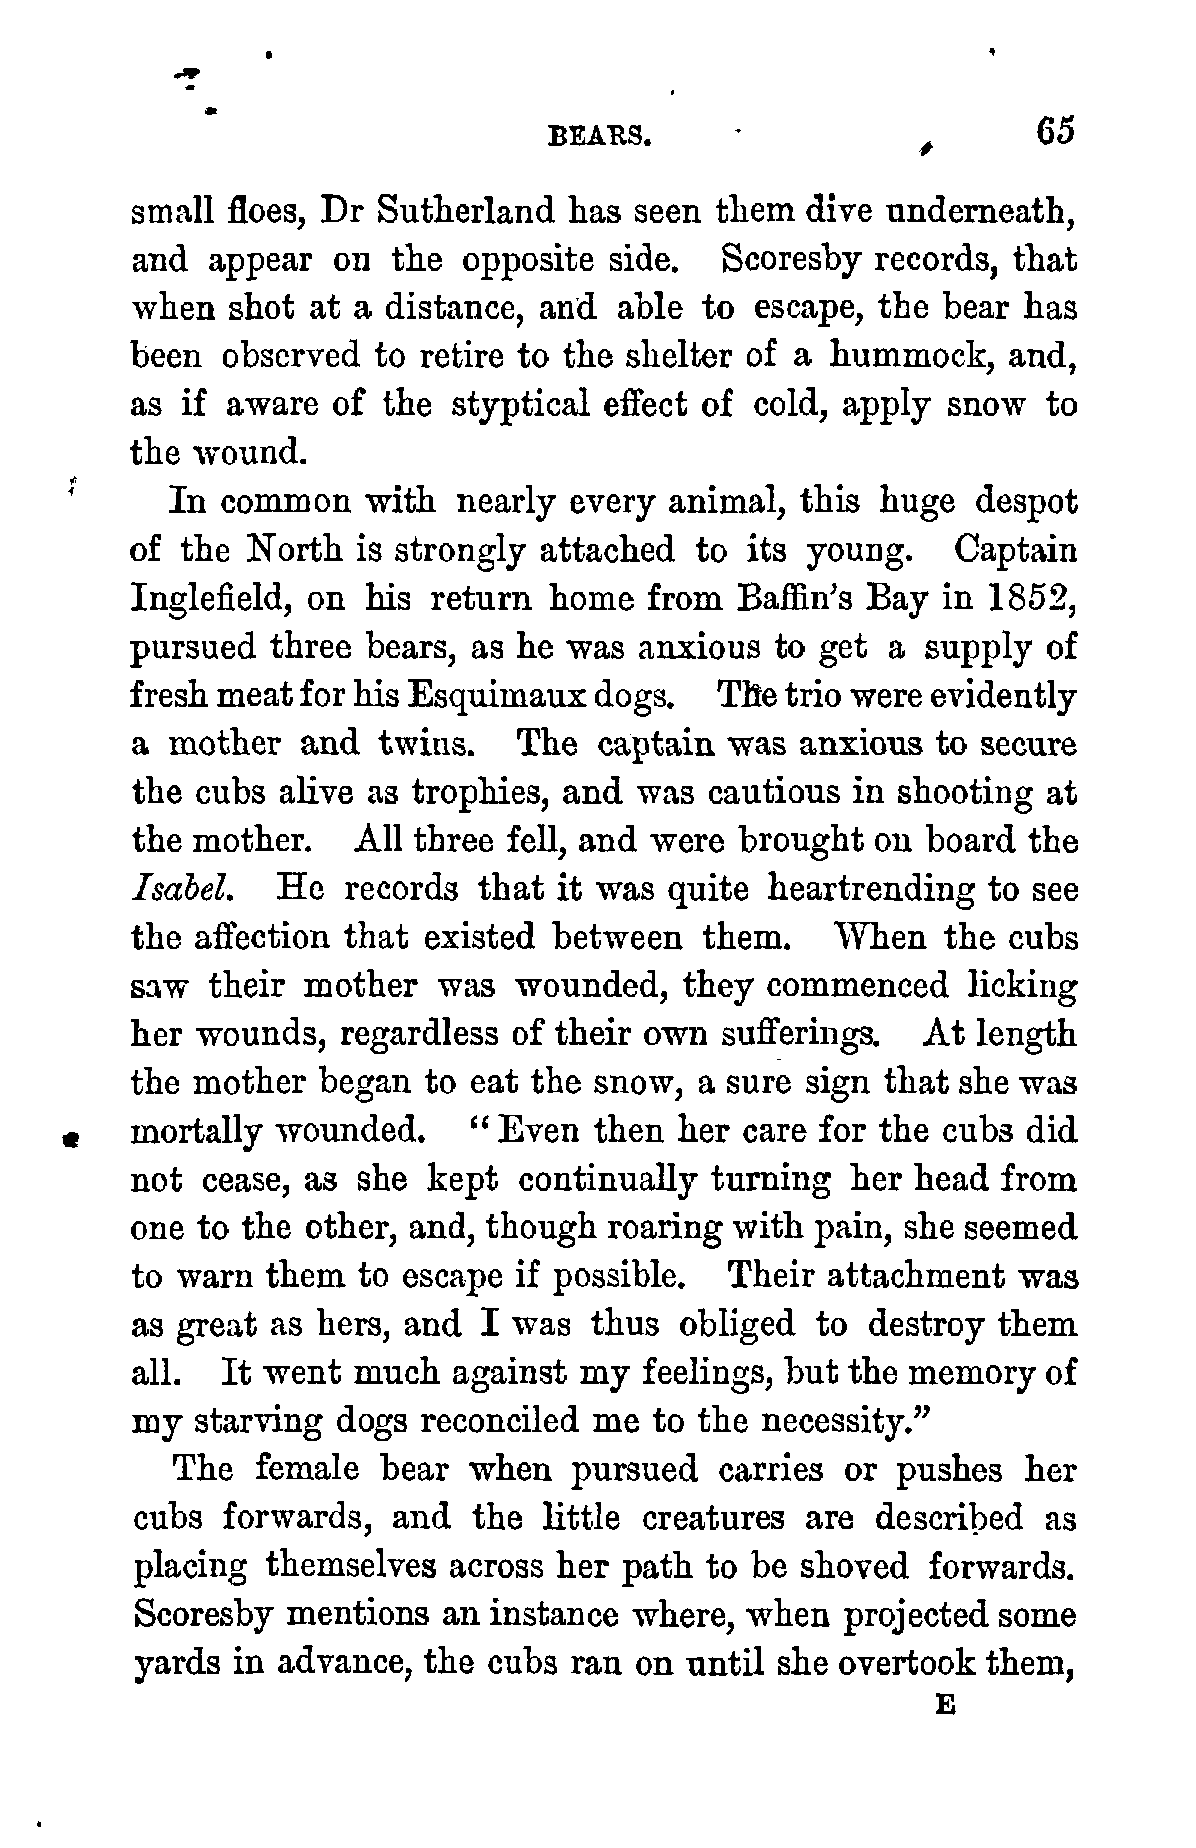 BEARS. 65
small floes, Dr Sutherland has seen them dive underneath,
and appear on the opposite side. Scoresby records, that
when shot at a distance, and able to escape, the bear has
been observed to retire to the shelter of a hummock, and,
as if aware of the styptical effect of cold, apply snow to
the wound.
In common with nearly every animal, this huge despot
of the North is strongly attached to its young. Captain
Inglefield, on his return home from Baffin's Bay in 1852,
pursued three bears, as he was anxious to get a supply of
fresh meat for his Esquimaux dogs. The trio were evidently
a mother and twins. The captain was anxious to secure
the cubs alive as trophies, and was cautious in shooting at
the mother. All three fell, and were brought on board the
Isabel. He records that it was quite heartrending to see
the affection that existed between them. When the cubs
saw their mother was wounded, they commenced licking
her wounds, regardless of their own sufferings. At length
the mother began to eat the snow, a sure sign that she was
mortally wounded. "Even then her care for the cubs did
not cease, as she kept continually turning her head from
one to the other, and, though roaring with pain, she seemed
to warn them to escape if possible. Their attachment was
as great as hers, and I was thus obliged to destroy them
all. It went much against my feelings, but the memory of
my starving dogs reconciled me to the necessity."
The female bear when pursued carries or pushes her
cubs forwards, and the little creatures are described as
placing themselves across her path to be shoved forwards.
Scoresby mentions an instance where, when projected some
yards in advance, the cubs ran on until she overtook them,
E